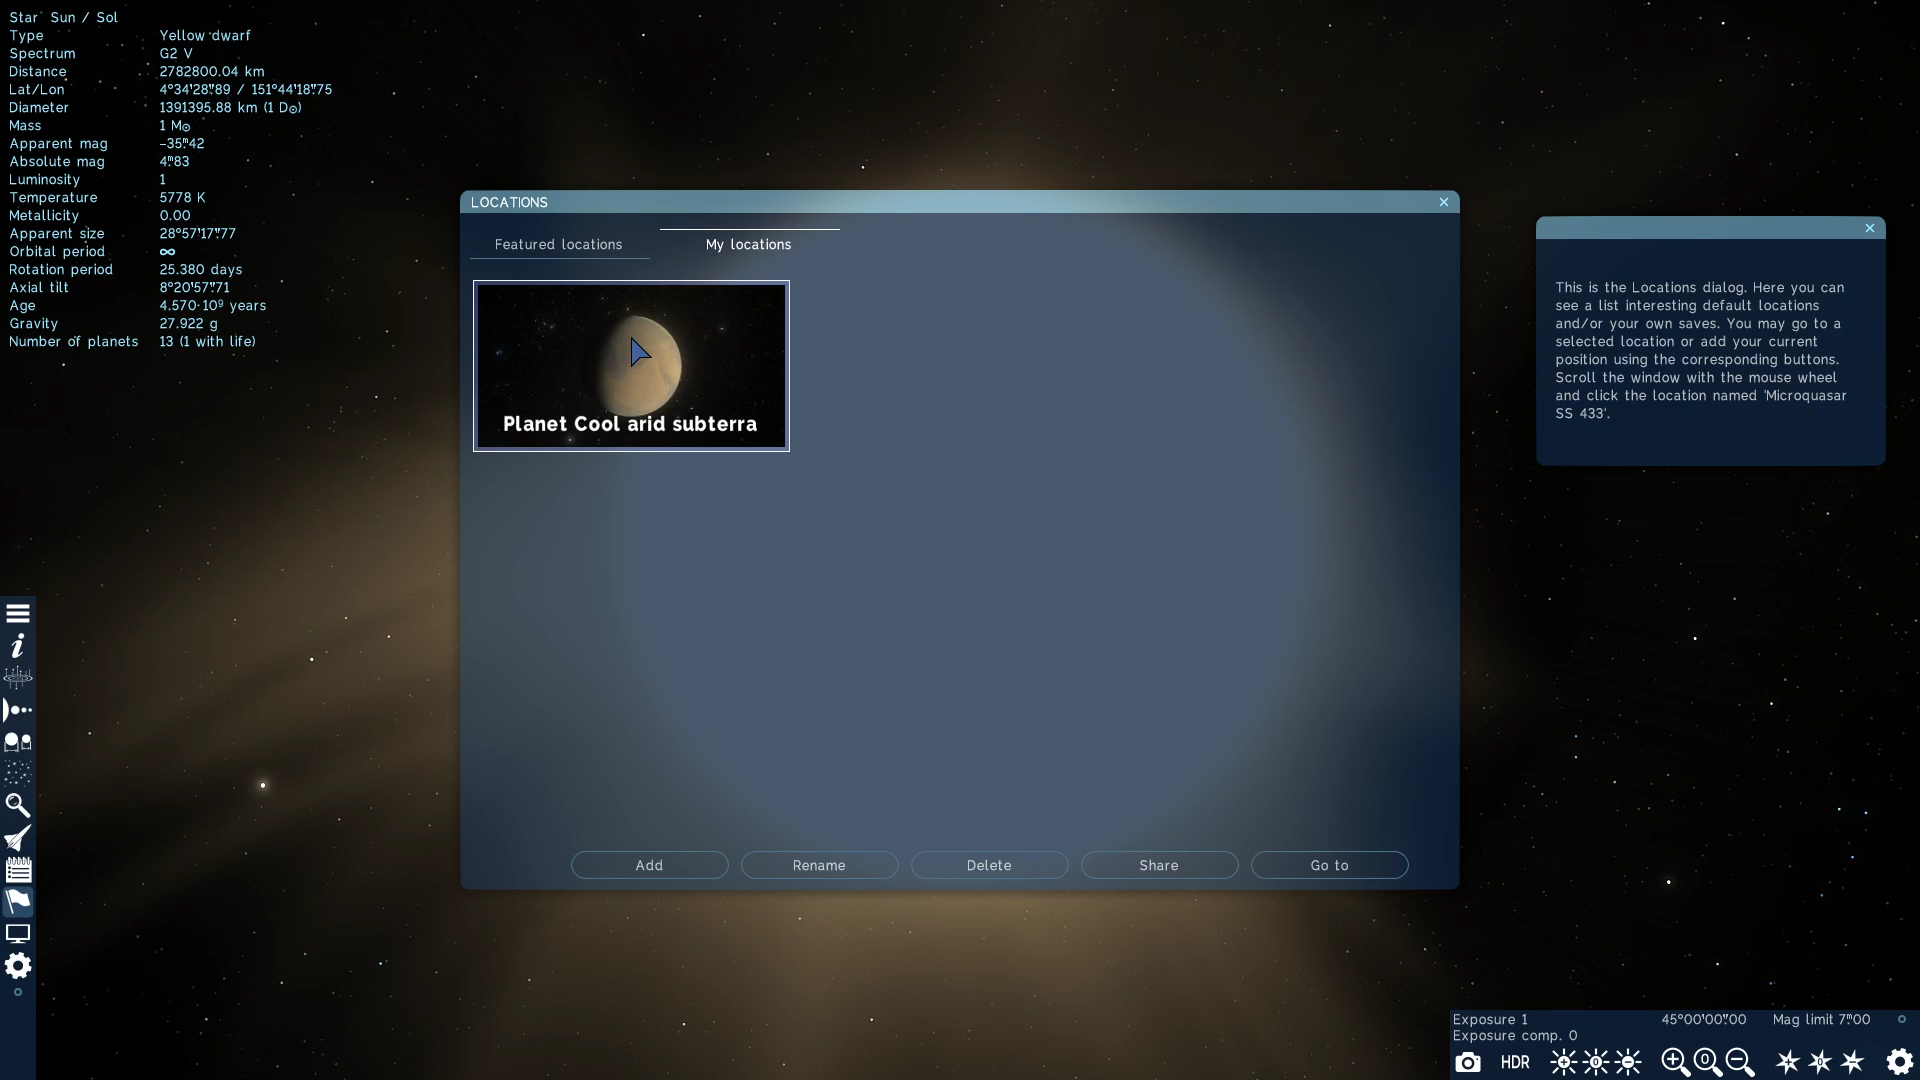 Star Sun / Sol
Type Yellow dwarf
Spectrum G2 V
Distance 2782800.04 km
Lat/Lon 4°34'28"89 / 151°44'18"75
Diameter 1391395.88 km (1 D☉)
Mass 1 M☉
Apparent mag –35ᵐ42
Absolute mag 4ᵐ83
Luminosity 1
Temperature 5778 K
Metallicity 0.00
Apparent size 28°57'17"77
Orbital period ∞
Rotation period 25.380 days
Axial tilt 8°20'57"71
Age 4.570·10⁹ years
Gravity 27.922 g
Number of planets 13 (1 with life)
LOCATIONS
Featured locations
My locations
Planet Cool arid subterra
Add
Rename
Delete
Share
Go to
This is the Locations dialog. Here you can
see a list interesting default locations
and/or your own saves. You may go to a
selected location or add your current
position using the corresponding buttons.
Scroll the window with the mouse wheel
and click the location named 'Microquasar
SS 433'.
Exposure 1
45°00'00"00
Mag limit 7ᵐ00
Exposure comp. 0
HDR